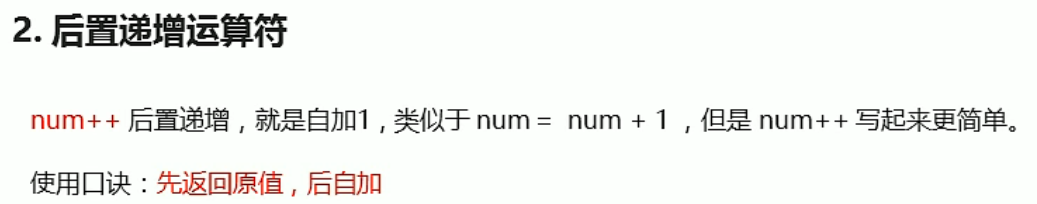 2. 后置递增运算符
num++ 后置递增，就是自加1，类似于 num = num + 1 ，但是 num++ 写起来更简单。
使用口诀：先返回原值，后自加